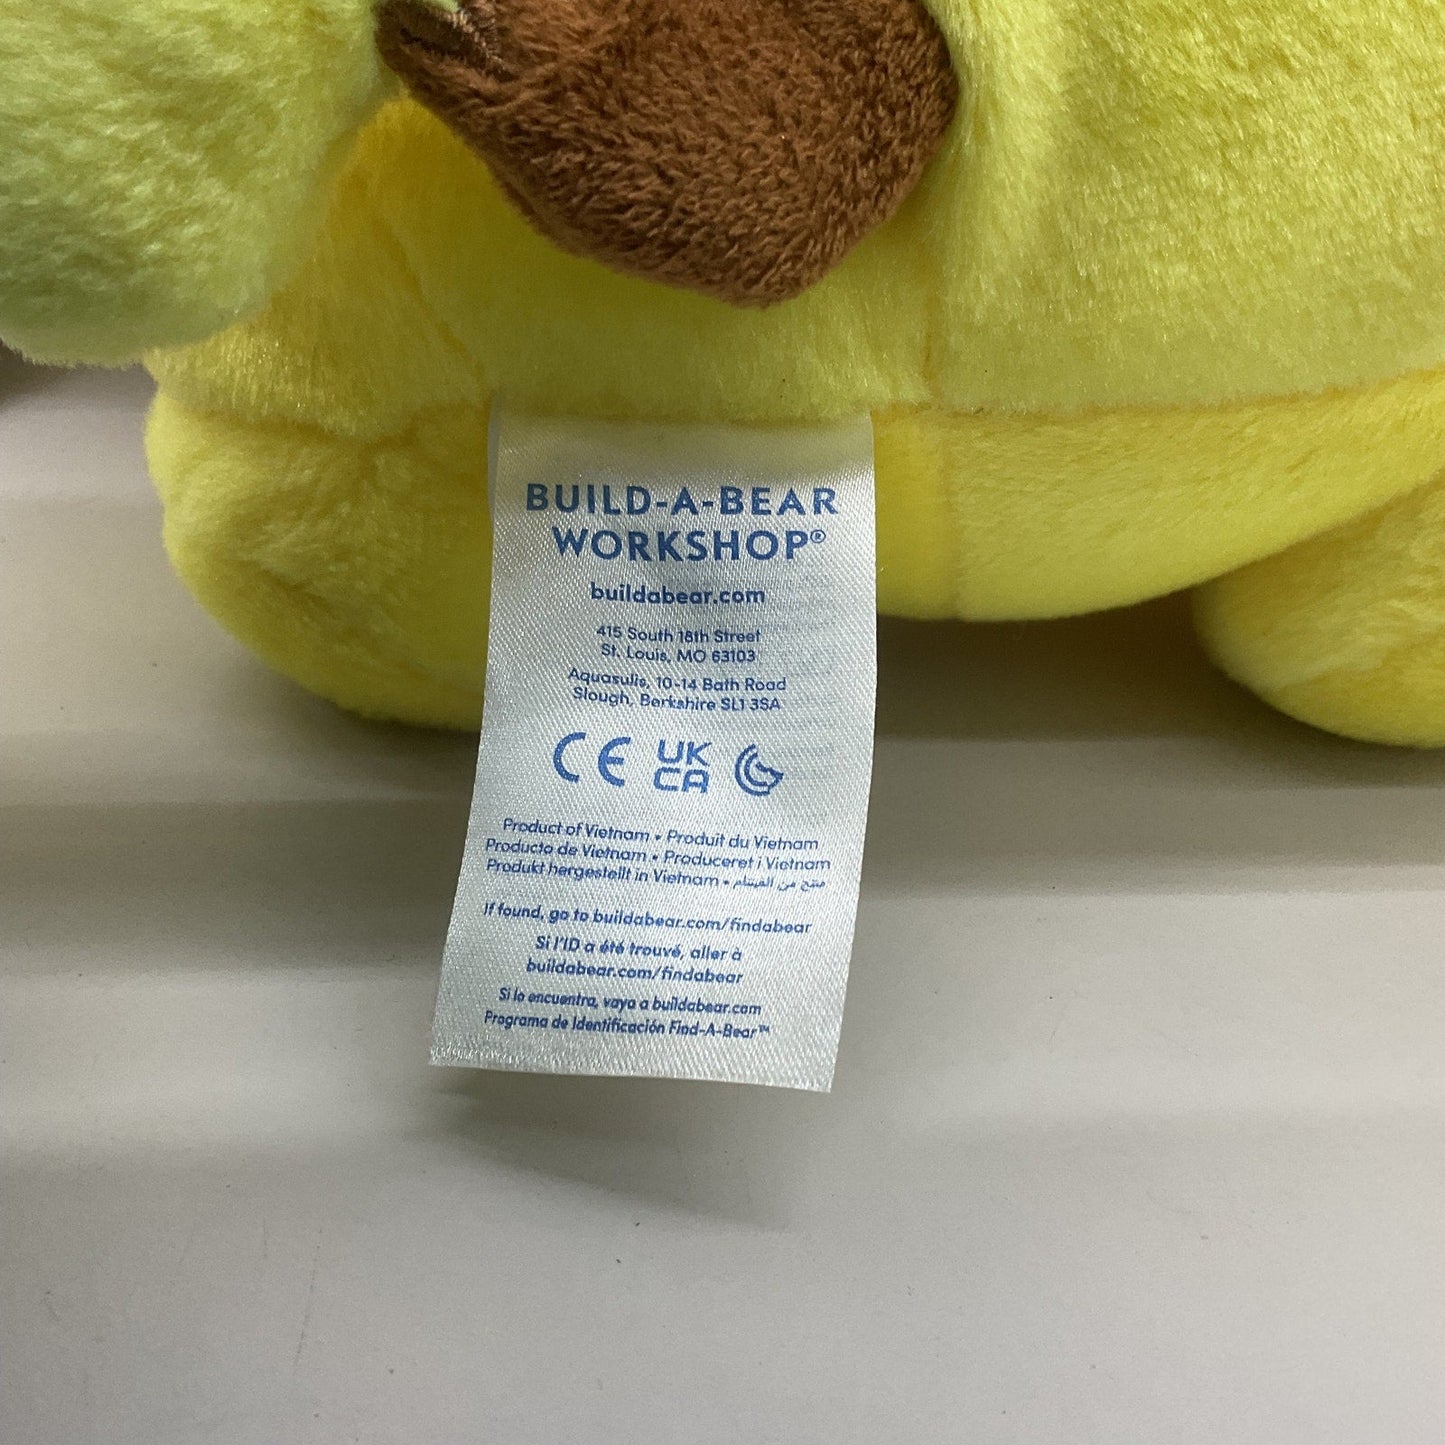 BUILD-A-BEAR
WORKSHOP®
buildabear.com
415 South 18th Street
St. Louis, MO 63103
Aquasulis, 10-14 Bath Road
Slough, Berkshire SL1 3SA
CE UK
CA
Product of Vietnam • Produit du Vietnam
Producto de Vietnam • Produceret i Vietnam
Produkt hergestellt in Vietnam • منتج من الفيتنام
If found, go to buildabear.com/findabear
Si l'ID a été trouvé, aller à
buildabear.com/findabear
Si lo encuentra, vaya a buildabear.com
Programa de Identificación Find-A-Bear™